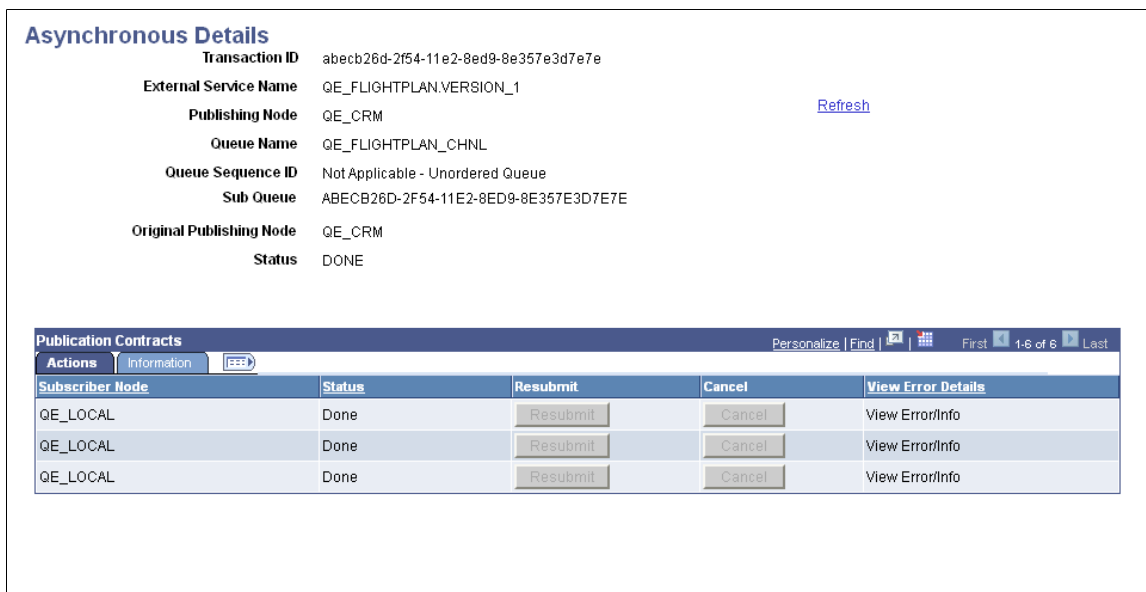 Asynchronous Details
Transaction ID abecb26d-2f54-11e2-8ed9-8e357e3d7e7e
External Service Name QE_FLIGHTPLAN.VERSION_1
Refresh
Publishing Node QE_CRM
Queue Name QE_FLIGHTPLAN_CHNL
Queue Sequence ID Not Applicable - Unordered Queue
Sub Queue ABECB26D-2F54-11E2-8ED9-8E357E3D7E7E
Original Publishing Node QE_CRM
Status DONE
Publication Contracts Personalize | Find | | First 1-6 of 6 Last
Actions Information
Subscriber Node Status Resubmit Cancel View Error Details
QE_LOCAL Done Resubmit Cancel View Error/Info
QE_LOCAL Done Resubmit Cancel View Error/Info
QE_LOCAL Done Resubmit Cancel View Error/Info